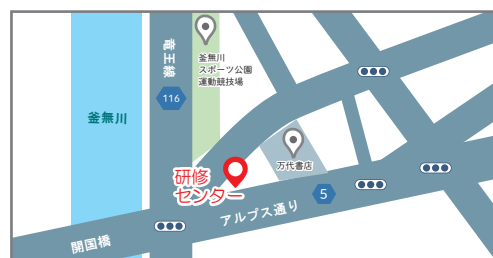 竜王線
116
釜無川
スポーツ公園
運動競技場
釜無川
万代書店
研修
センター
5
アルプス通り
開国橋